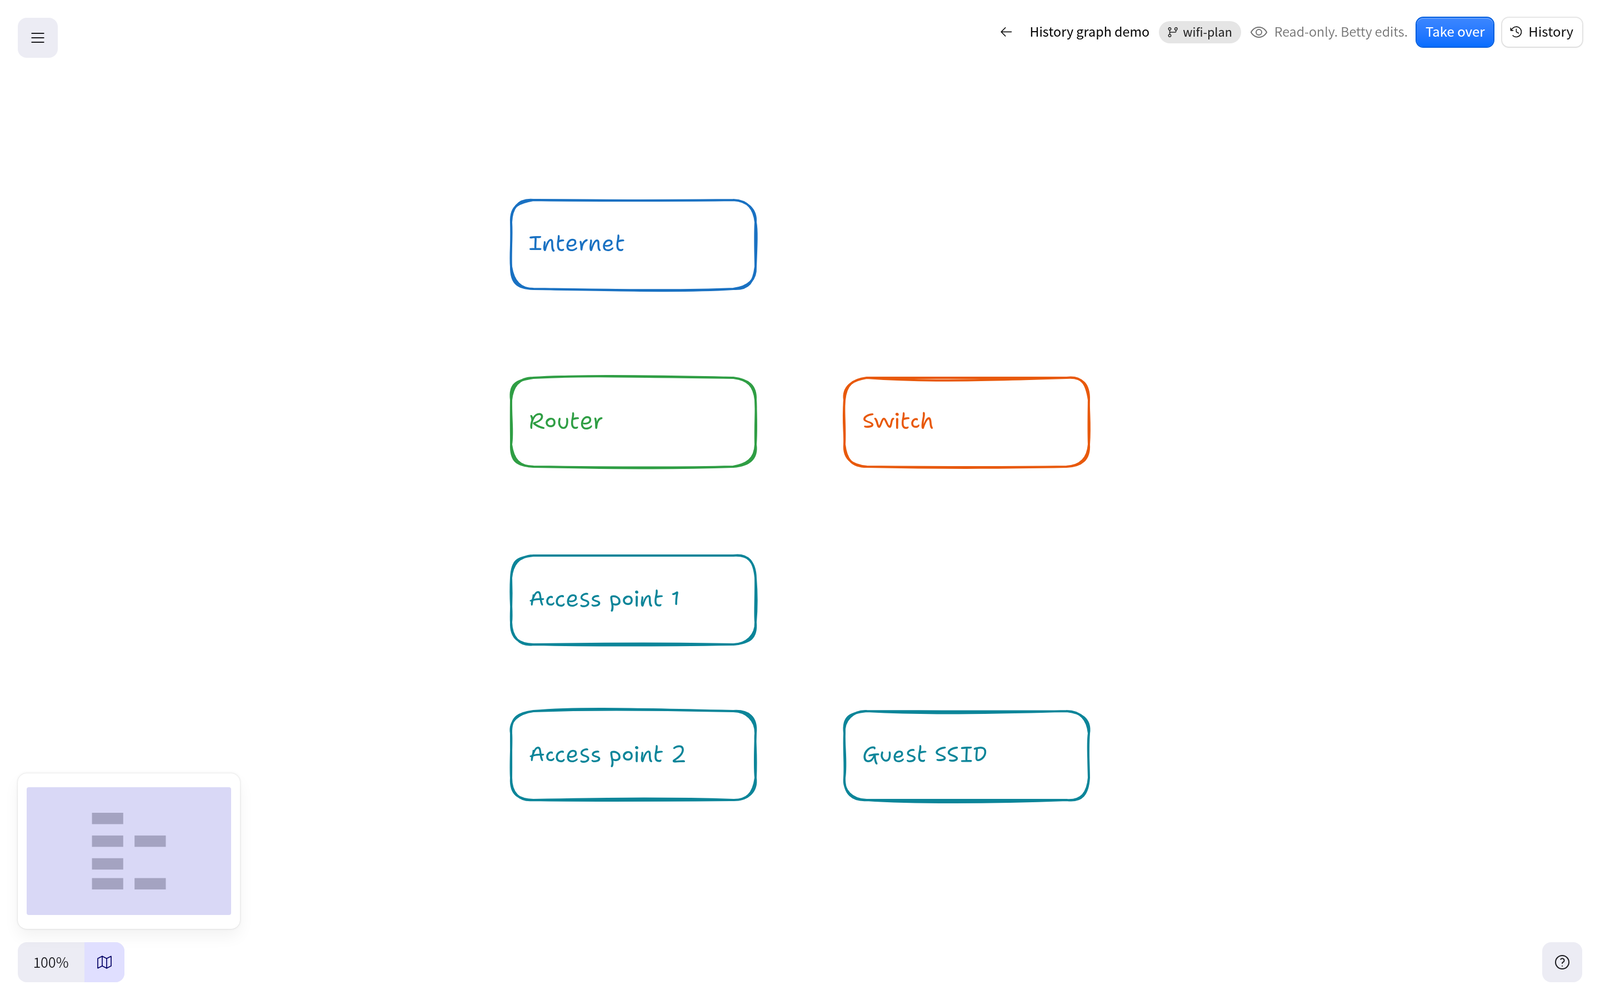 History graph demo wifi-plan Read-only. Betty edits. Take over History
Internet
Router Switch
Access point 1
Access point 2 Guest SSID
100%